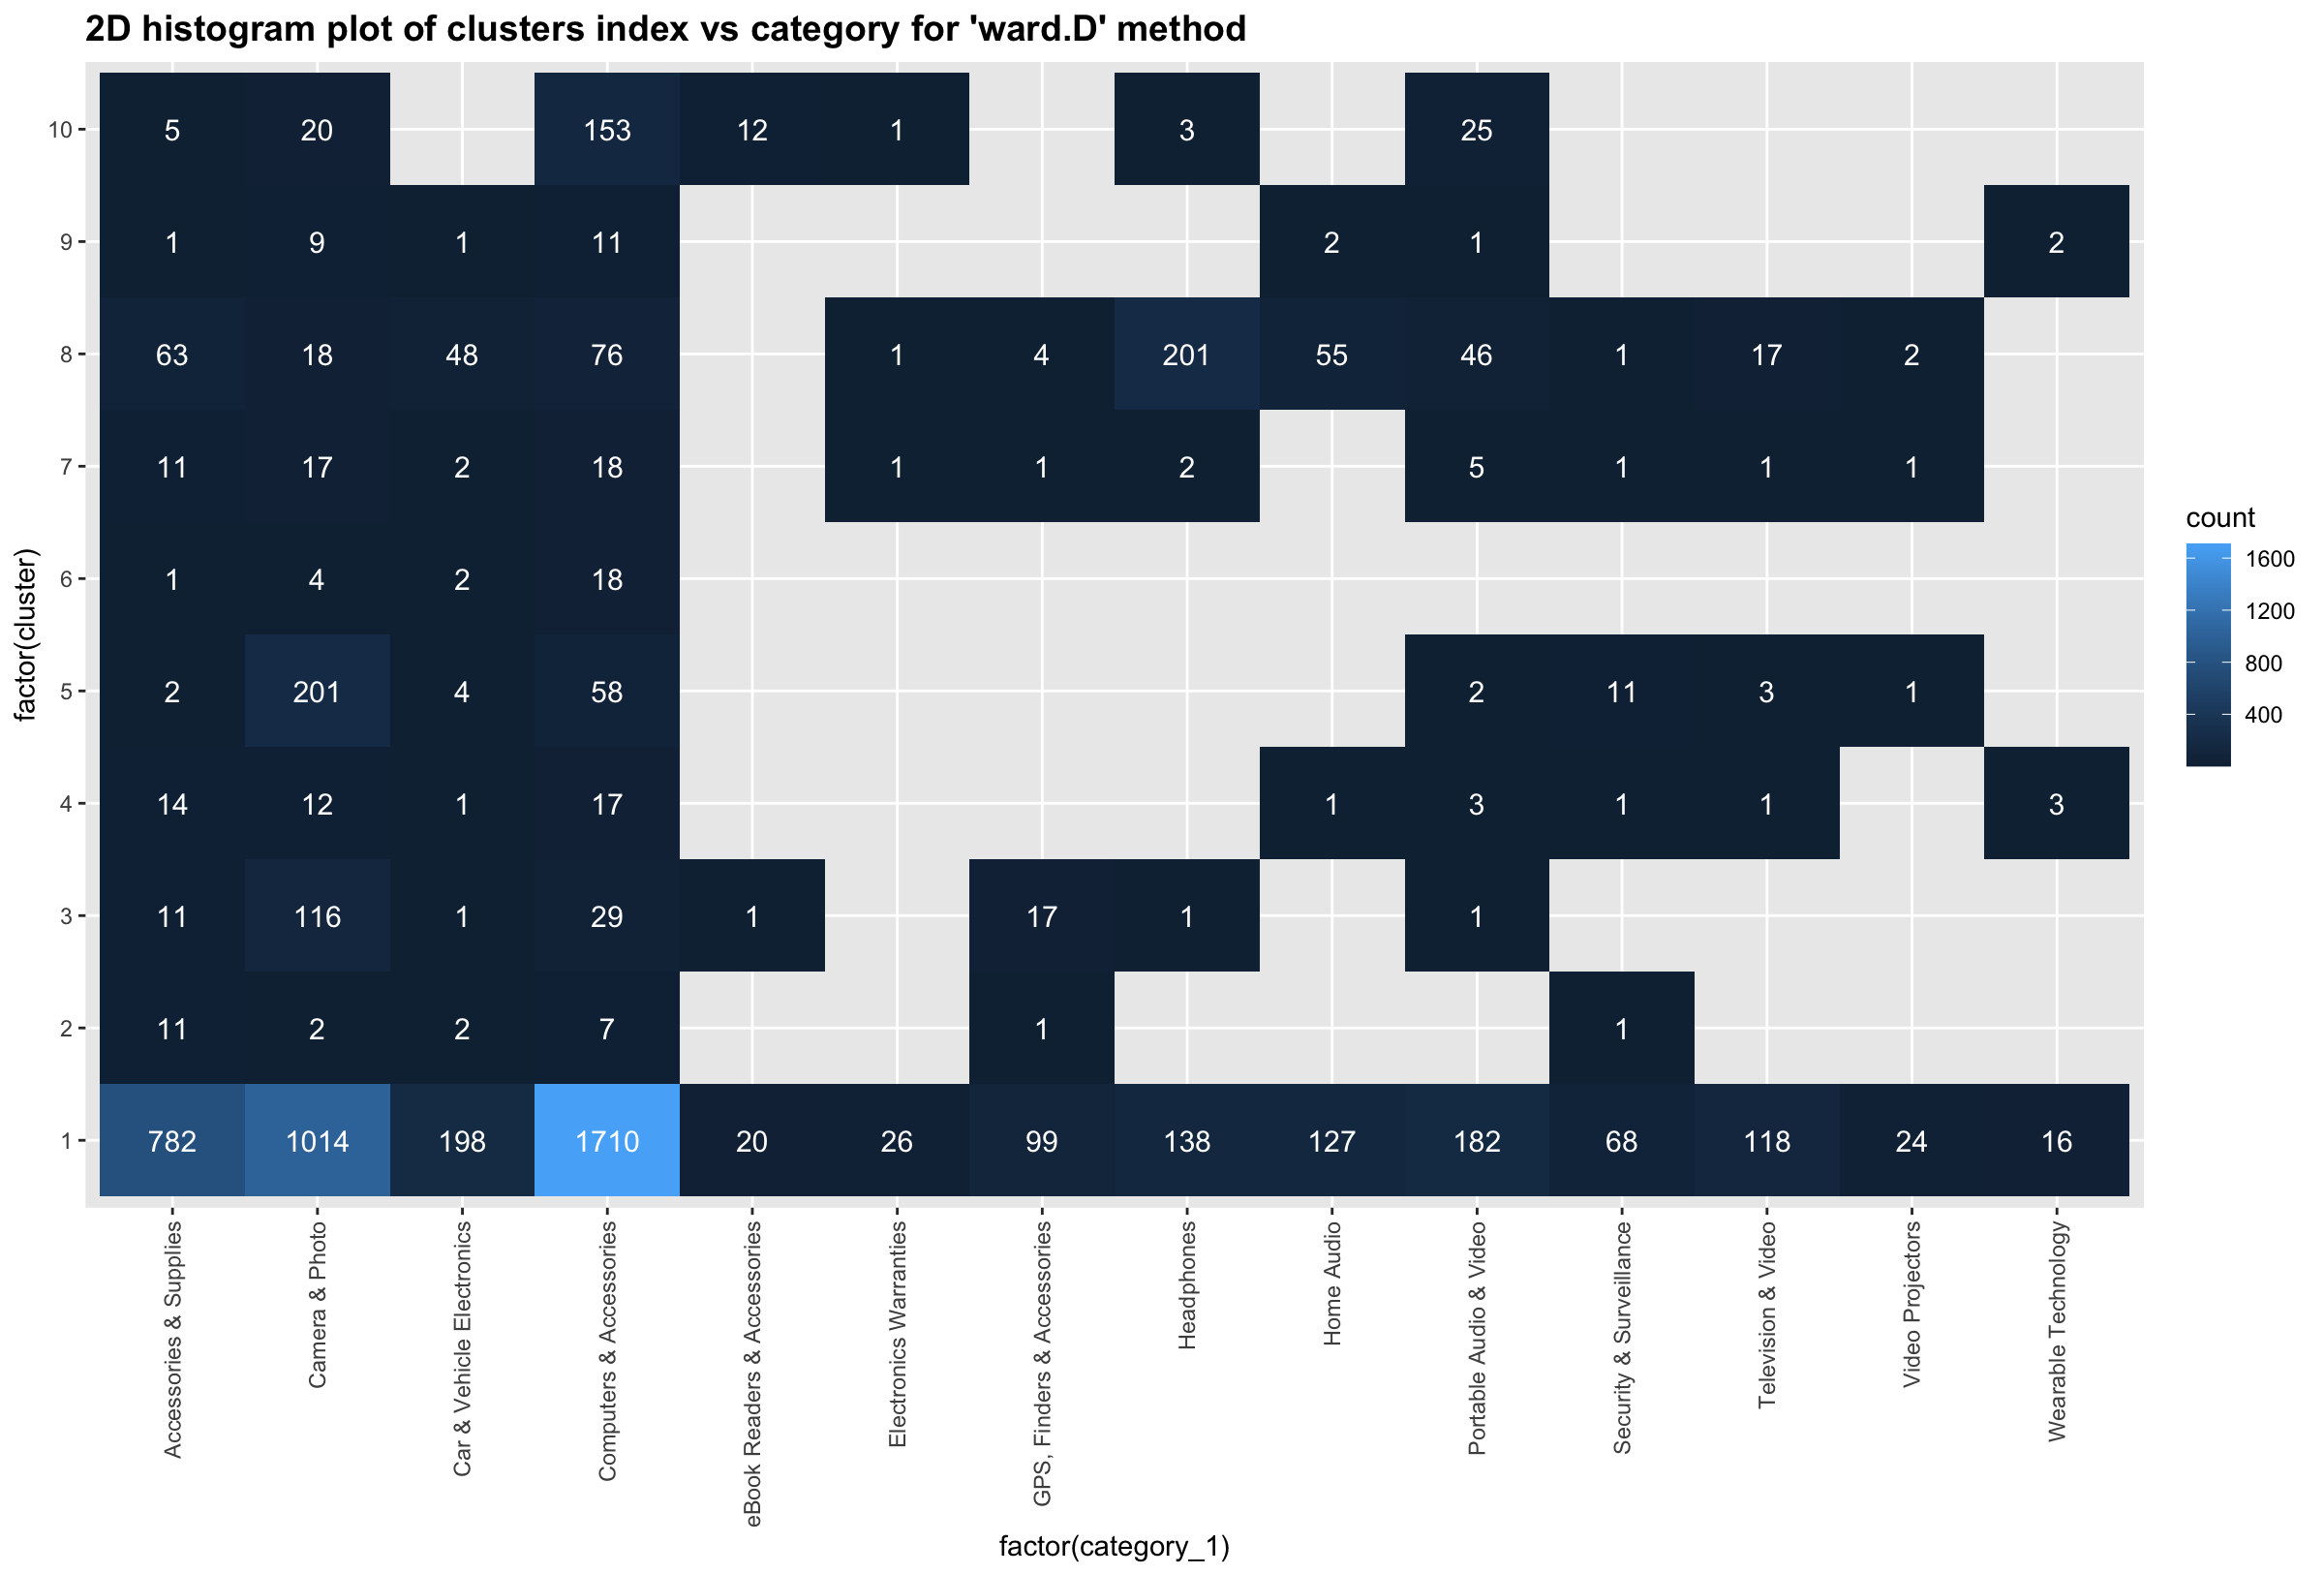 2D histogram plot of clusters index vs category for 'ward.D' method
factor(cluster)
10 5 20 153 12 1 3 25
9 1 9 1 11 2 1 2
8 63 18 48 76 1 4 201 55 46 1 17 2
7 11 17 2 18 1 1 2 5 1 1 1
6 1 4 2 18
5 2 201 4 58 2 11 3 1
4 14 12 1 17 1 3 1 1 3
3 11 116 1 29 1 17 1 1
2 11 2 2 7 1 1
1 782 1014 198 1710 20 26 99 138 127 182 68 118 24 16
Accessories & Supplies
Camera & Photo
Car & Vehicle Electronics
Computers & Accessories
eBook Readers & Accessories
Electronics Warranties
GPS, Finders & Accessories
Headphones
Home Audio
Portable Audio & Video
Security & Surveillance
Television & Video
Video Projectors
Wearable Technology
factor(category_1)
count
1600
1200
800
400